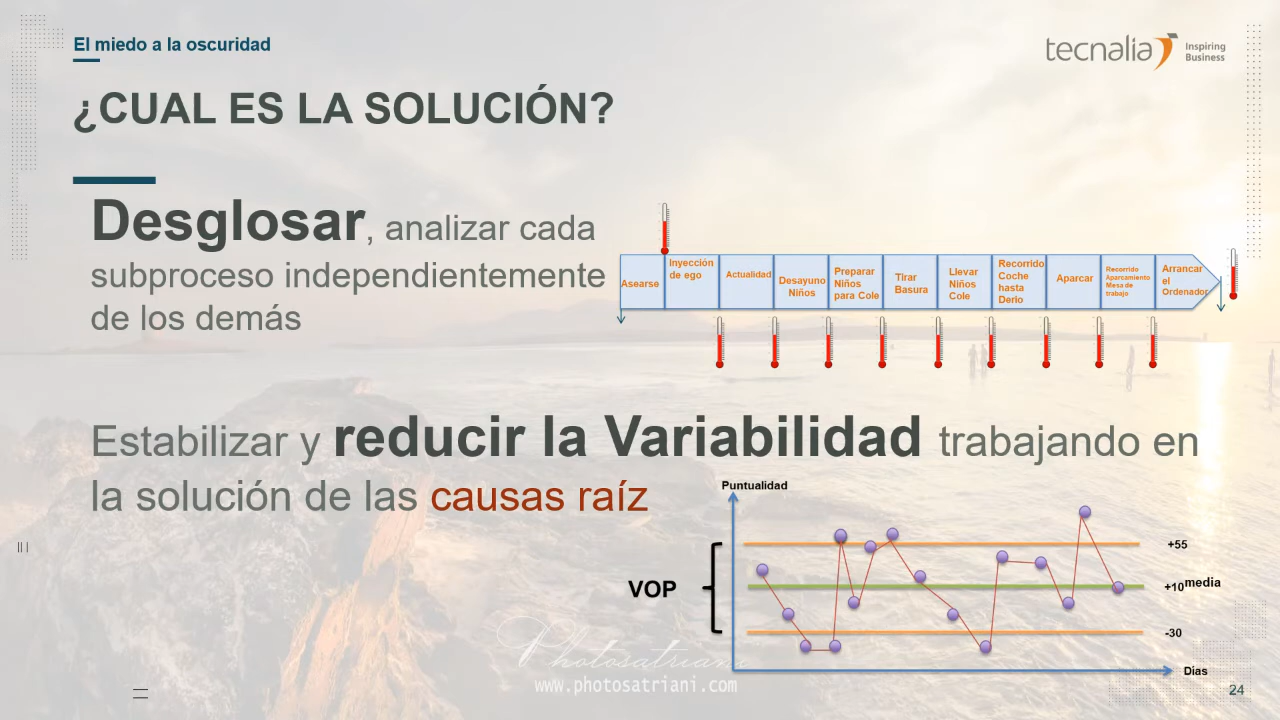 El miedo a la oscuridad
tecnalia Inspiring
Business
¿CUAL ES LA SOLUCIÓN?
Desglosar, analizar cada
subproceso independientemente
de los demás
Asearse
Inyección
de ego
Actualidad
Desayuno
Niños
Preparar
Niños
para Cole
Tirar
Basura
Llevar
Niños
Cole
Recorrido
Coche
hasta
Derio
Aparcar
Recorrido
Aparcamiento
Mesa de
trabajo
Arrancar
el
Ordenador
Estabilizar y reducir la Variabilidad trabajando en
la solución de las causas raíz
Puntualidad
+55
VOP
+10 media
-30
Dias
Photosatriani
www.photosatriani.com
24